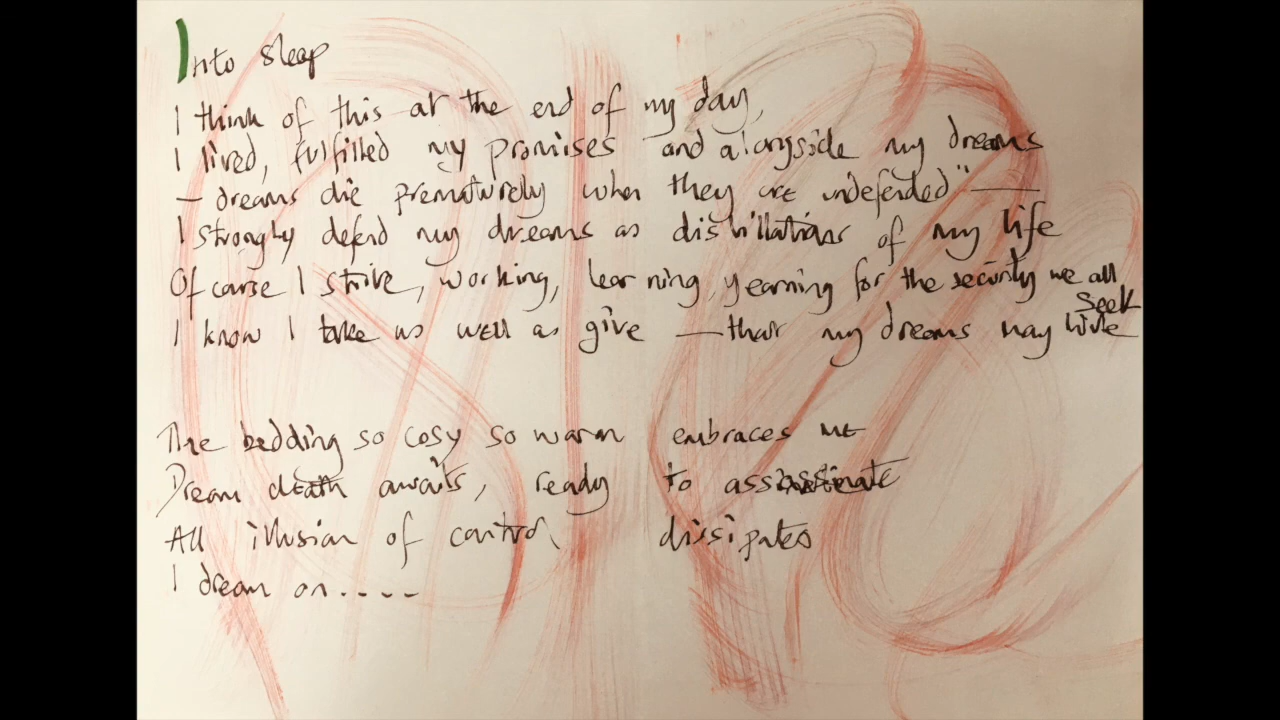 Into sleep
I think of this at the end of my day,
I lived, fulfilled my promises and alongside my dreams
— dreams die prematurely when they are undefended" —
I strongly defend my dreams as distillations of my life
Of course I strive, working, learning, yearning for the security we all
seek
I know I take as well as give — that my dreams may
The bedding so cosy so warm embraces me
Dream death awaits, ready to assassinate
All illusion of control dissipates
I dream on ....